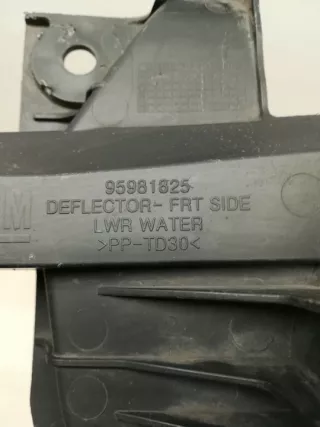 95981825
M DEFLECTOR- FRT SIDE
LWR WATER
>PP-TD30<